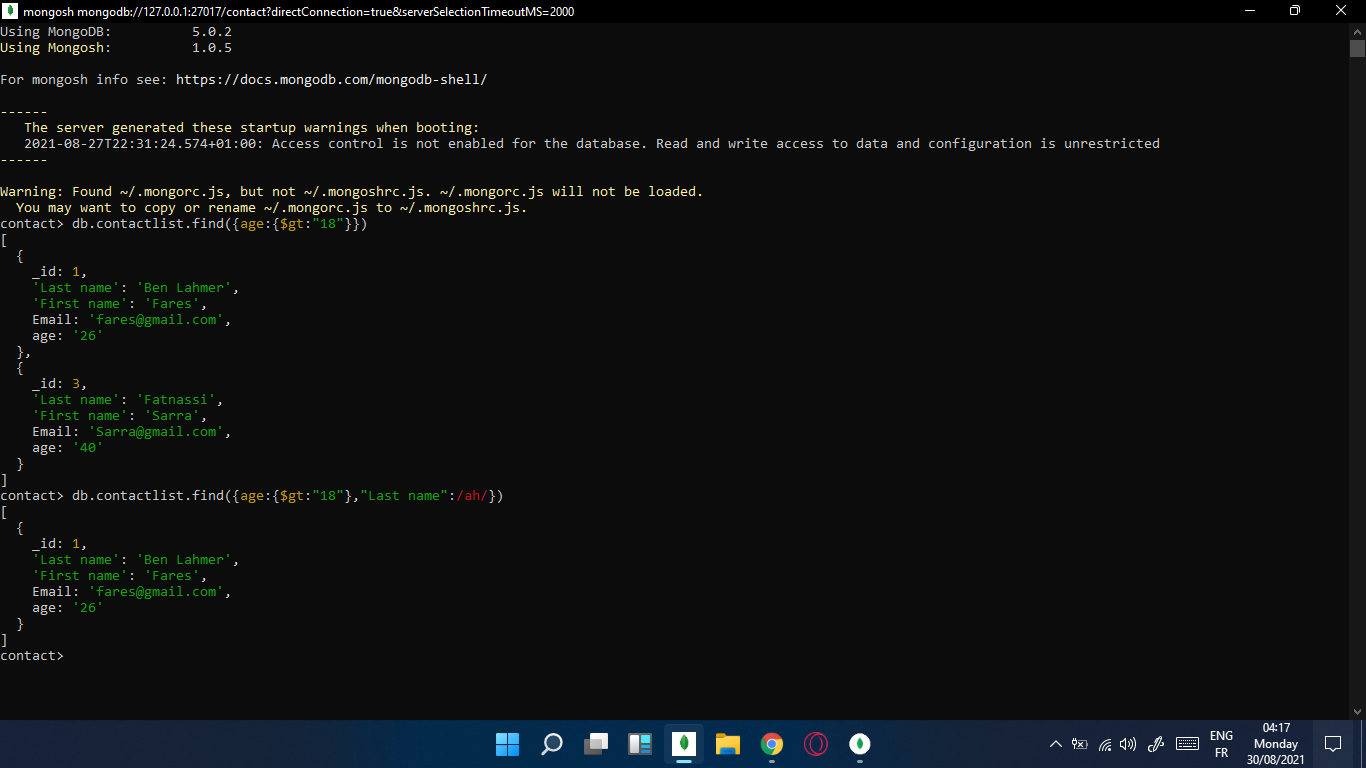 mongosh mongodb://127.0.0.1:27017/contact?directConnection=true&serverSelectionTimeoutMS=2000
Using MongoDB:          5.0.2
Using Mongosh:          1.0.5
For mongosh info see: https://docs.mongodb.com/mongodb-shell/
------
   The server generated these startup warnings when booting:
   2021-08-27T22:31:24.574+01:00: Access control is not enabled for the database. Read and write access to data and configuration is unrestricted
------
Warning: Found ~/.mongorc.js, but not ~/.mongoshrc.js. ~/.mongorc.js will not be loaded.
  You may want to copy or rename ~/.mongorc.js to ~/.mongoshrc.js.
contact> db.contactlist.find({age:{$gt:"18"}})
[
  {
    _id: 1,
    'Last name': 'Ben Lahmer',
    'First name': 'Fares',
    Email: 'fares@gmail.com',
    age: '26'
  },
  {
    _id: 3,
    'Last name': 'Fatnassi',
    'First name': 'Sarra',
    Email: 'Sarra@gmail.com',
    age: '40'
  }
]
contact> db.contactlist.find({age:{$gt:"18"},"Last name":/ah/})
[
  {
    _id: 1,
    'Last name': 'Ben Lahmer',
    'First name': 'Fares',
    Email: 'fares@gmail.com',
    age: '26'
  }
]
contact>
ENG
FR
04:17
Monday
30/08/2021